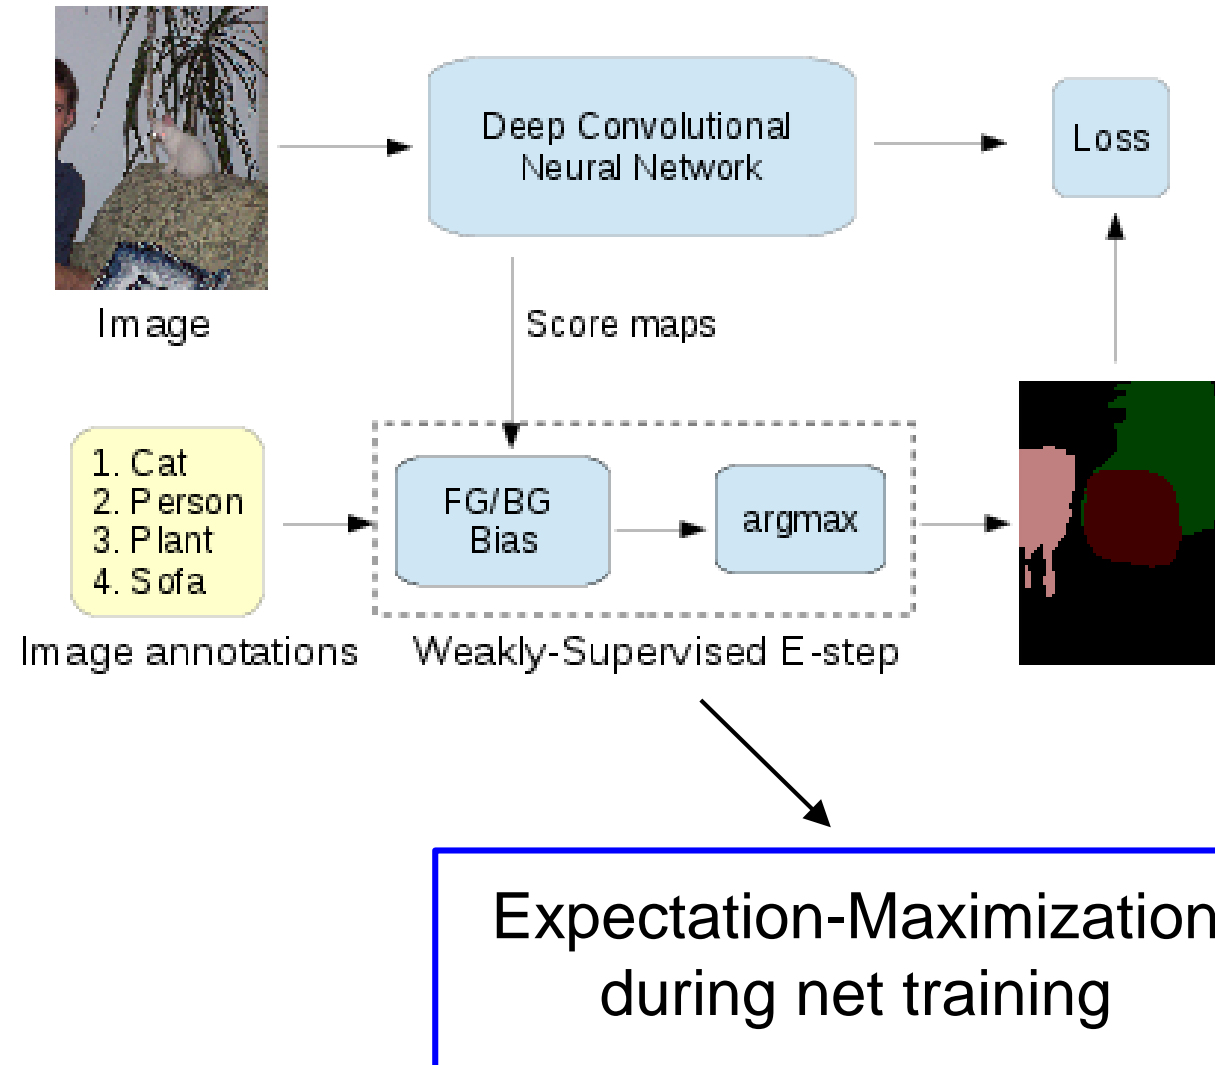 Deep Convolutional
Neural Network
Loss
Image
Score maps
1. Cat
2. Person
3. Plant
4. Sofa
FG/BG
Bias
argmax
Image annotations
Weakly-Supervised E-step
Expectation-Maximization
during net training